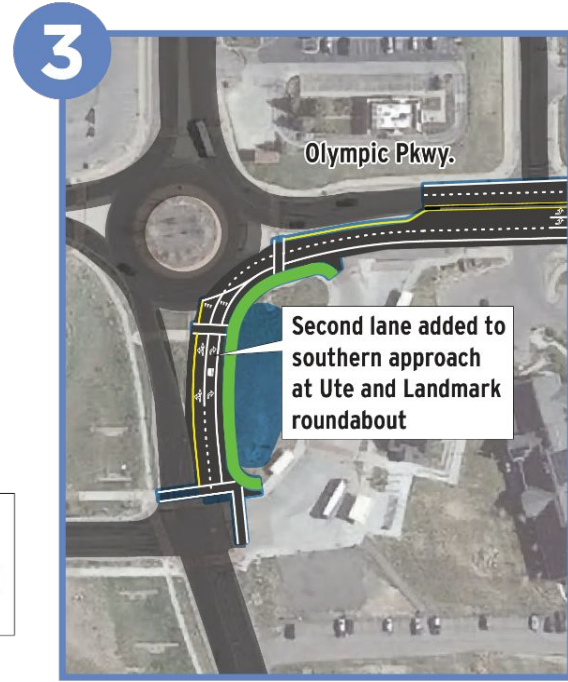 3
Olympic Pkwy.
Second lane added to
southern approach
at Ute and Landmark
roundabout